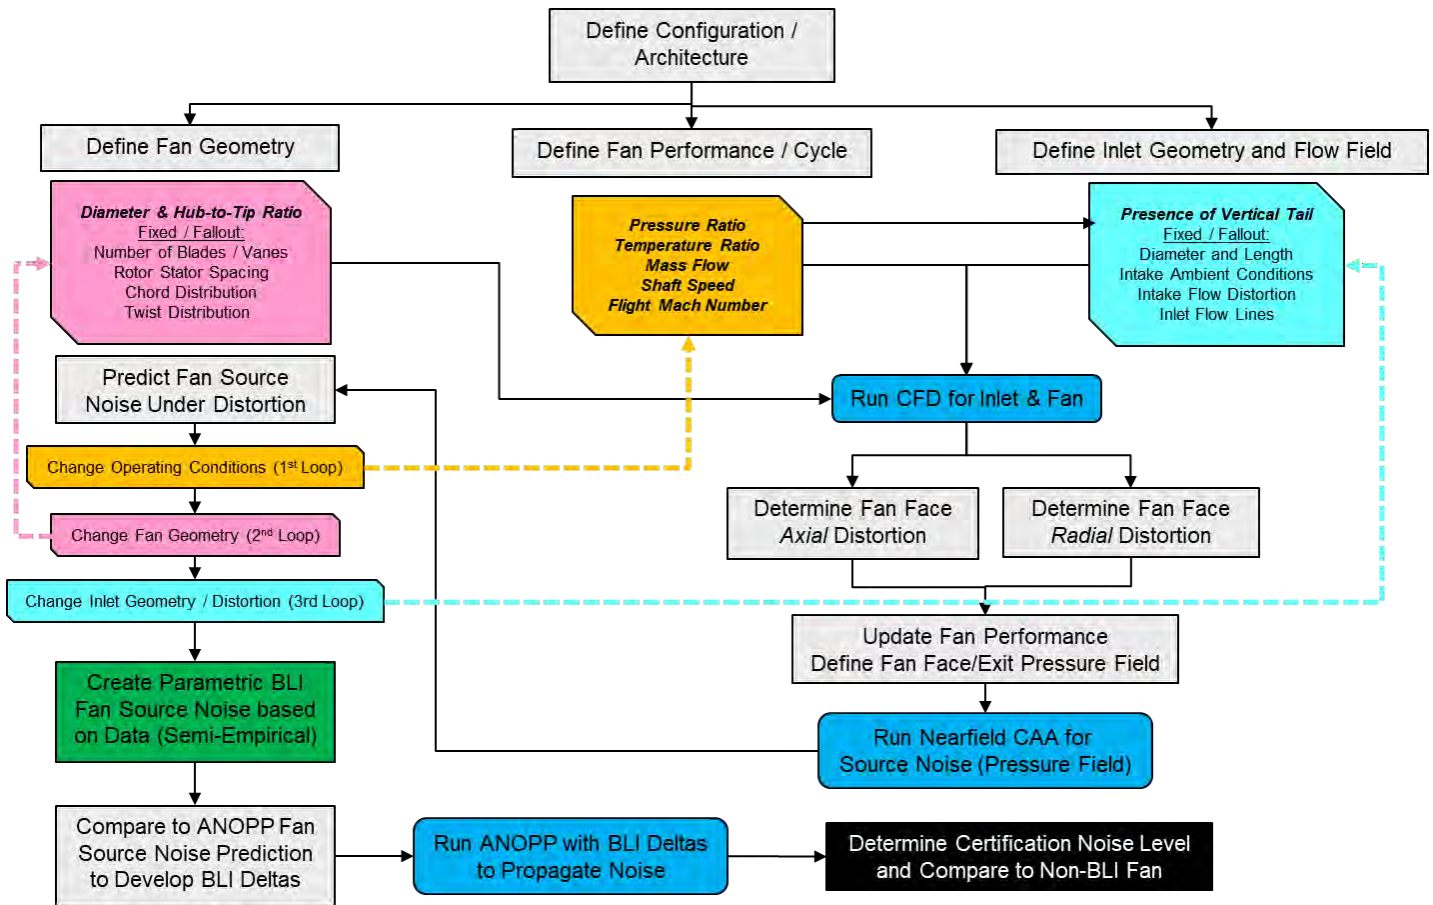 Define Configuration /
Architecture
Define Fan Geometry
Define Fan Performance / Cycle
Define Inlet Geometry and Flow Field
Diameter & Hub-to-Tip Ratio
Fixed / Fallout:
Number of Blades / Vanes
Rotor Stator Spacing
Chord Distribution
Twist Distribution
Pressure Ratio
Temperature Ratio
Mass Flow
Shaft Speed
Flight Mach Number
Presence of Vertical Tail
Fixed / Fallout:
Diameter and Length
Intake Ambient Conditions
Intake Flow Distortion
Inlet Flow Lines
Predict Fan Source
Noise Under Distortion
Run CFD for Inlet & Fan
Change Operating Conditions (1st Loop)
Change Fan Geometry (2nd Loop)
Change Inlet Geometry / Distortion (3rd Loop)
Determine Fan Face
Axial Distortion
Determine Fan Face
Radial Distortion
Update Fan Performance
Define Fan Face/Exit Pressure Field
Create Parametric BLI
Fan Source Noise based
on Data (Semi-Empirical)
Run Nearfield CAA for
Source Noise (Pressure Field)
Compare to ANOPP Fan
Source Noise Prediction
to Develop BLI Deltas
Run ANOPP with BLI Deltas
to Propagate Noise
Determine Certification Noise Level
and Compare to Non-BLI Fan